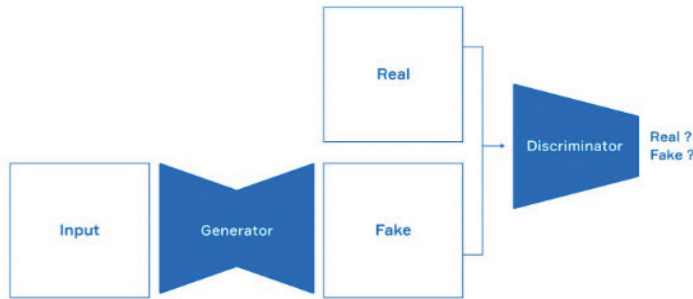 Real
Discriminator
Real ?
Fake ?
Input
Generator
Fake